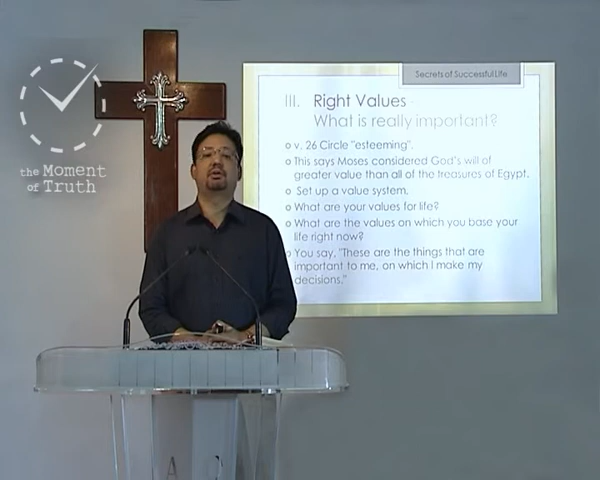 the Moment
of Truth
Secrets of Successful Life
III. Right Values -
What is really important?
v. 26 Circle "esteeming".
This says Moses considered God's will of
greater value than all of the treasures of Egypt.
Set up a value system.
What are your values for life?
What are the values on which you base your
life right now?
You say, "These are the things that are
important to me, on which I make my
decisions."